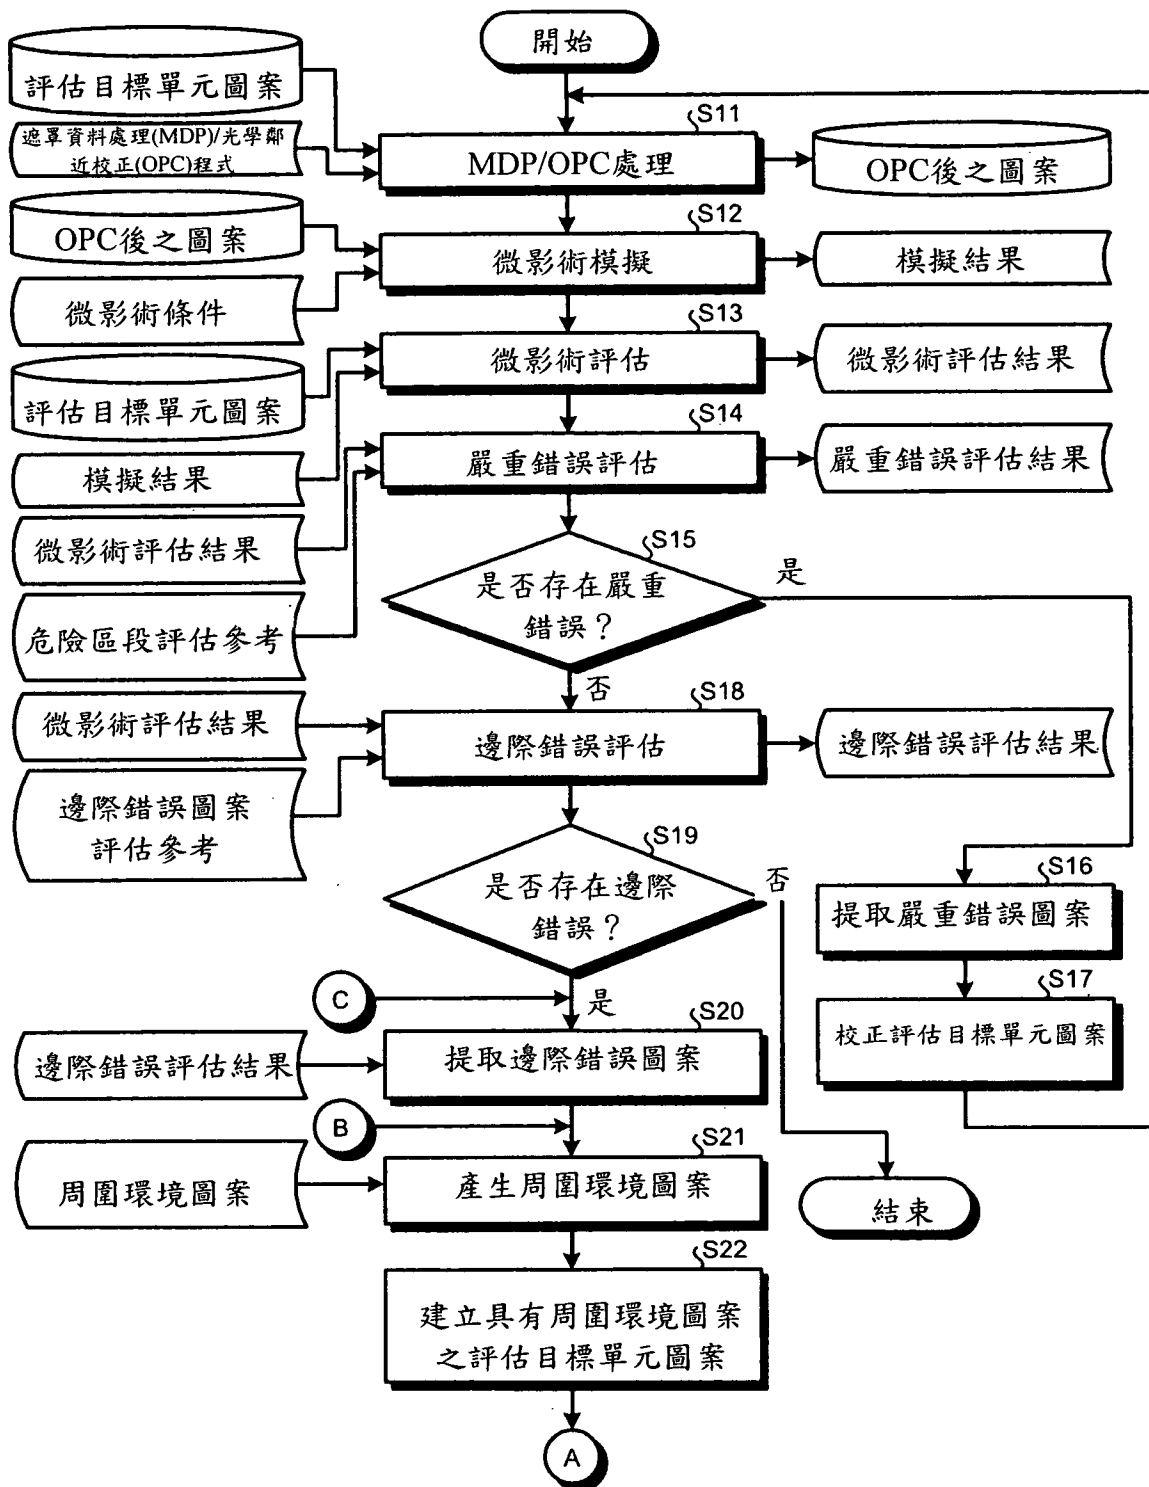 開始
評估目標單元圖案
遮罩資料處理(MDP)/光學鄰
近校正(OPC)程式
S11
MDP/OPC處理
OPC後之圖案
OPC後之圖案
微影術條件
S12
微影術模擬
模擬結果
S13
微影術評估
微影術評估結果
評估目標單元圖案
模擬結果
S14
嚴重錯誤評估
嚴重錯誤評估結果
微影術評估結果
危險區段評估參考
S15
是否存在嚴重
錯誤?
是
否
微影術評估結果
邊際錯誤圖案
評估參考
S18
邊際錯誤評估
邊際錯誤評估結果
S19
是否存在邊際
錯誤?
否
是
S16
提取嚴重錯誤圖案
S17
校正評估目標單元圖案
C
邊際錯誤評估結果
S20
提取邊際錯誤圖案
B
周圍環境圖案
S21
產生周圍環境圖案
結束
S22
建立具有周圍環境圖案
之評估目標單元圖案
A